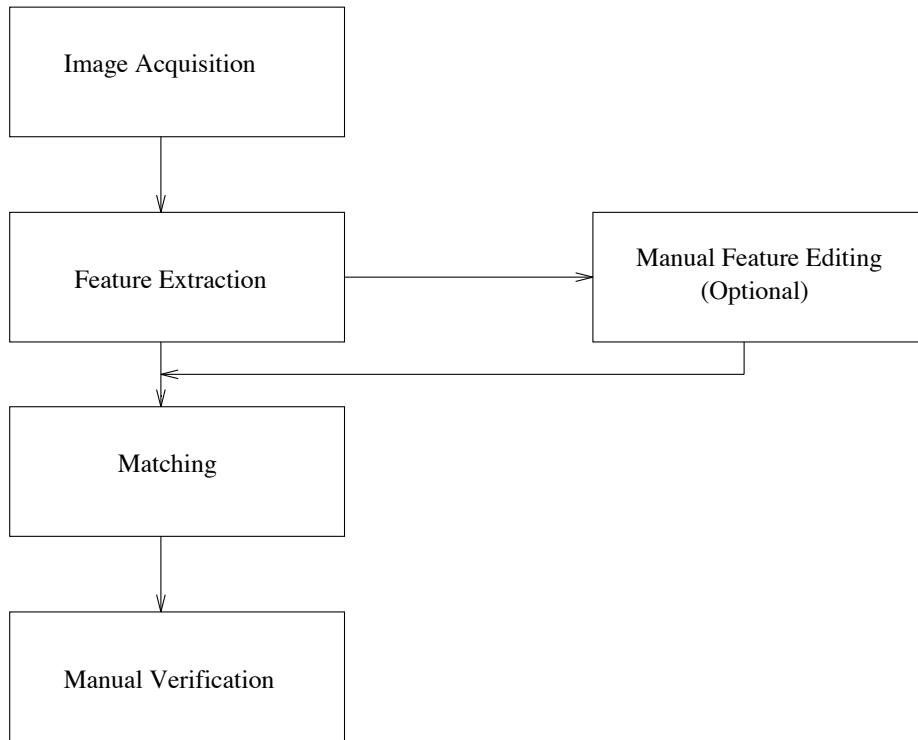 Image Acquisition
Feature Extraction
Manual Feature Editing
(Optional)
Matching
Manual Verification